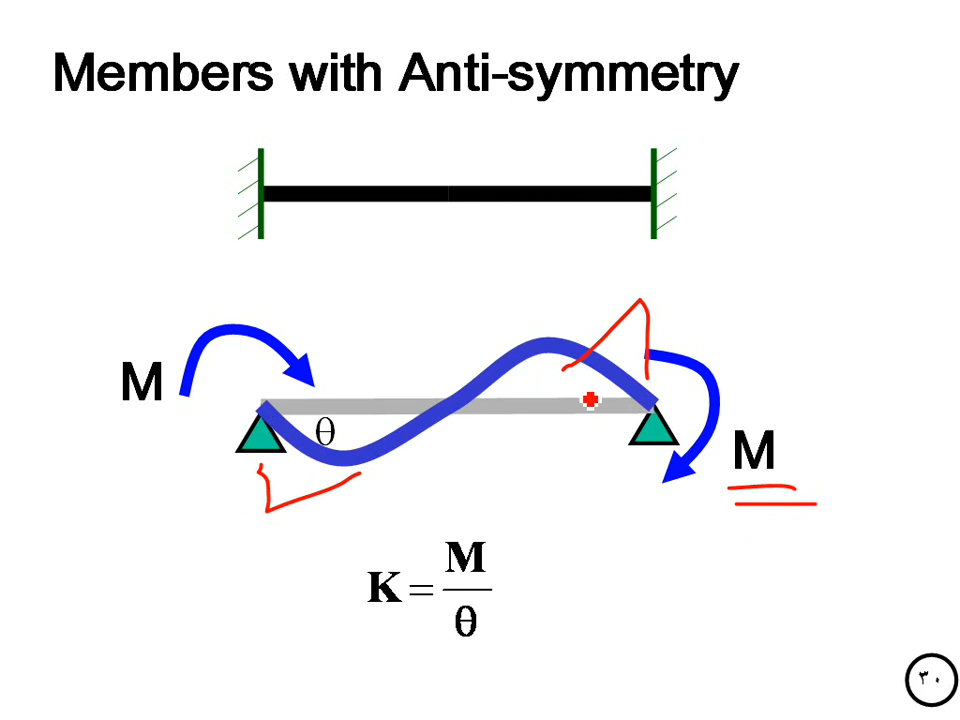 Members with Anti-symmetry
M
θ
M
K = M/θ
٣٠